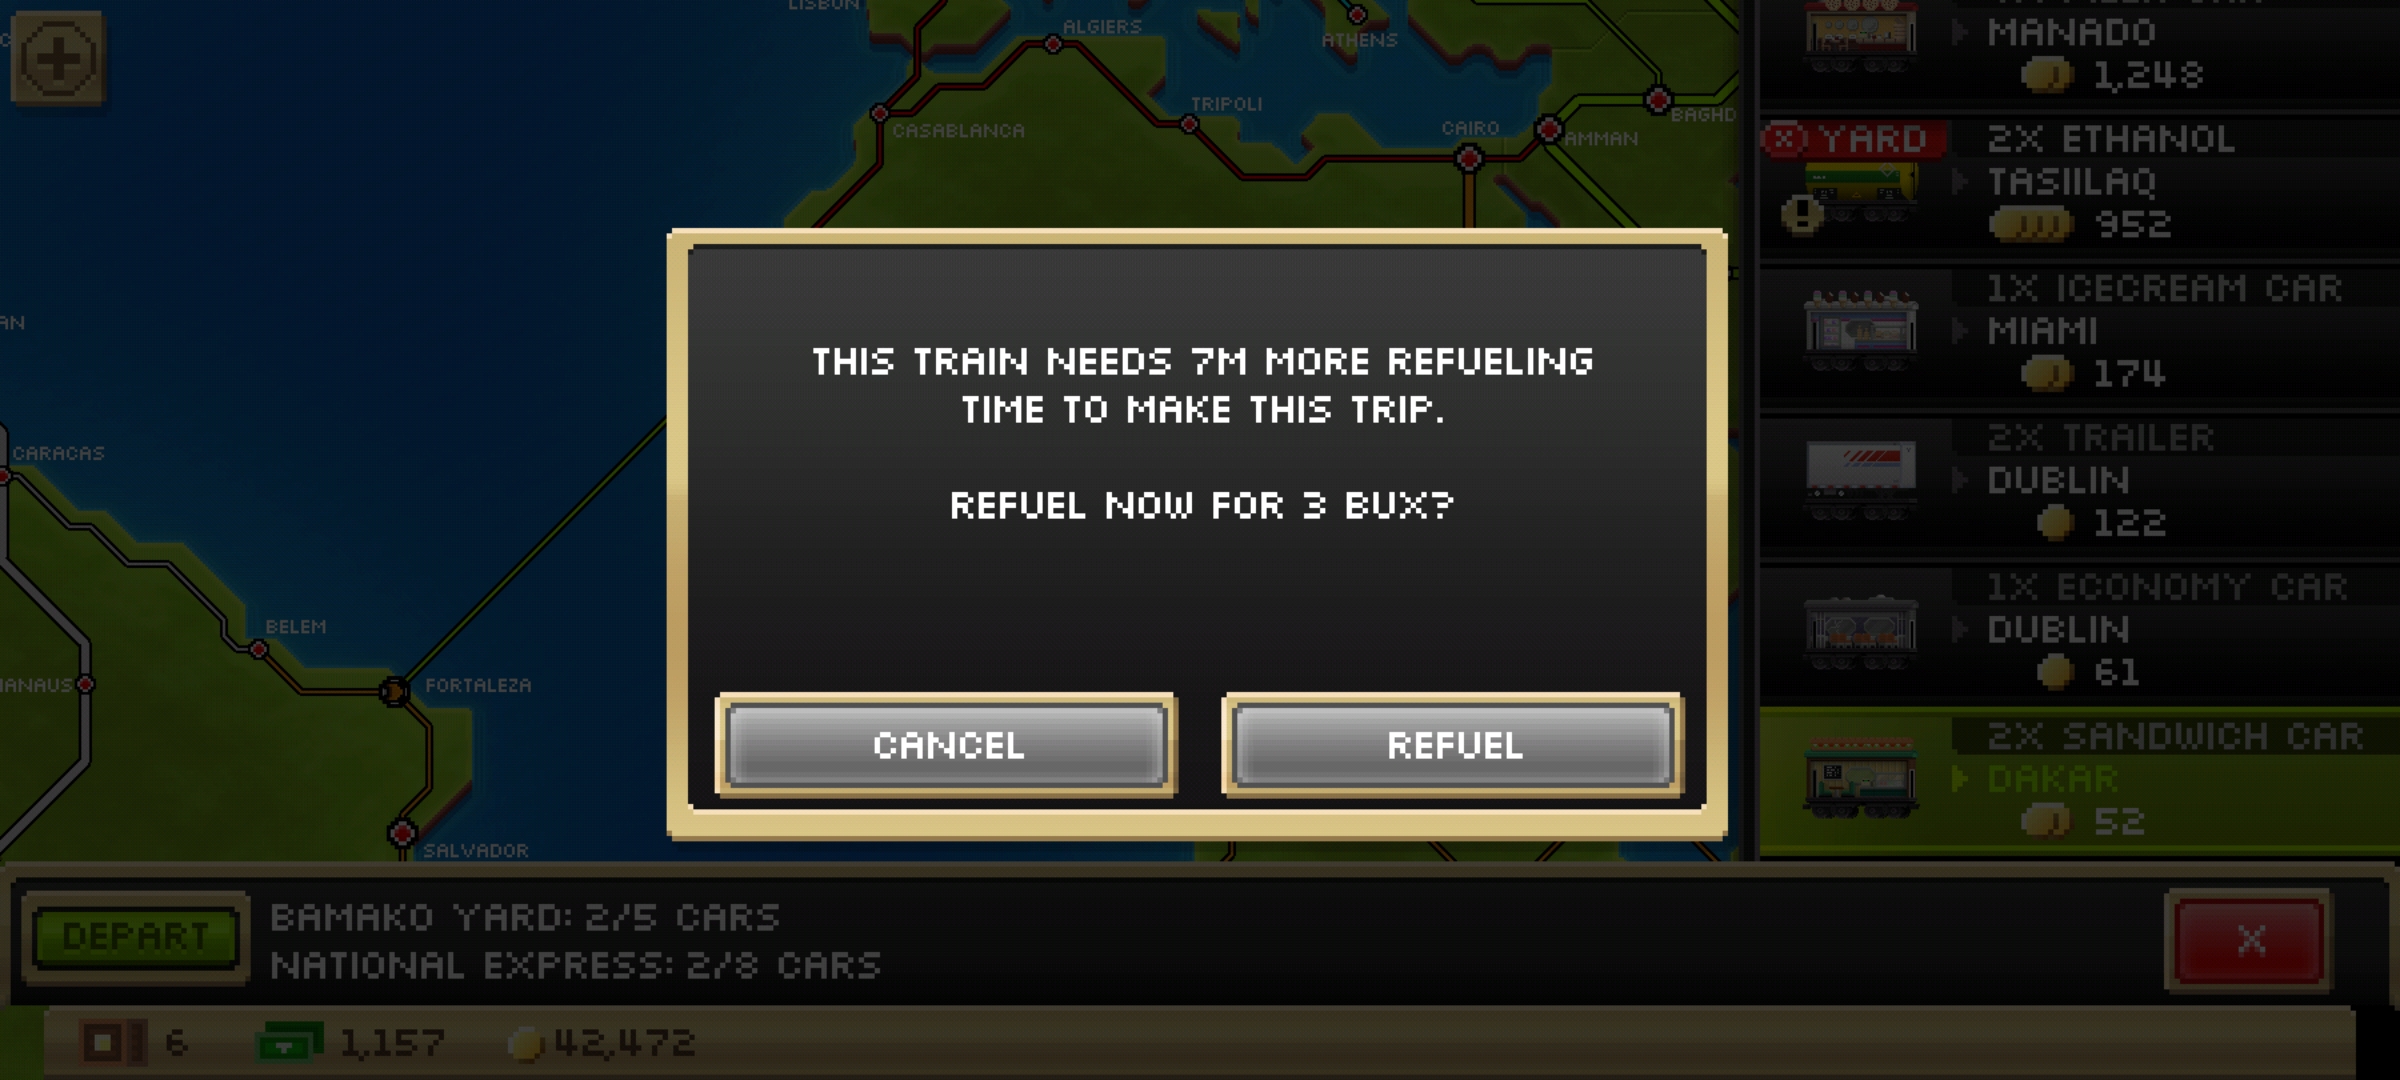 LISBON
ALGIERS
ATHENS
TRIPOLI
CASABLANCA
CAIRO
AMMAN
BAGHD
AN
CARACAS
BELEM
ANAUS
FORTALEZA
SALVADOR
THIS TRAIN NEEDS 7M MORE REFUELING
TIME TO MAKE THIS TRIP.
REFUEL NOW FOR 3 BUX?
CANCEL
REFUEL
MANADO
1,248
YARD
2X ETHANOL
TASIILAQ
952
1X ICECREAM CAR
MIAMI
174
2X TRAILER
DUBLIN
122
1X ECONOMY CAR
DUBLIN
61
2X SANDWICH CAR
DAKAR
52
DEPART
BAMAKO YARD: 2/5 CARS
NATIONAL EXPRESS: 2/8 CARS
X
6
1,157
42,472